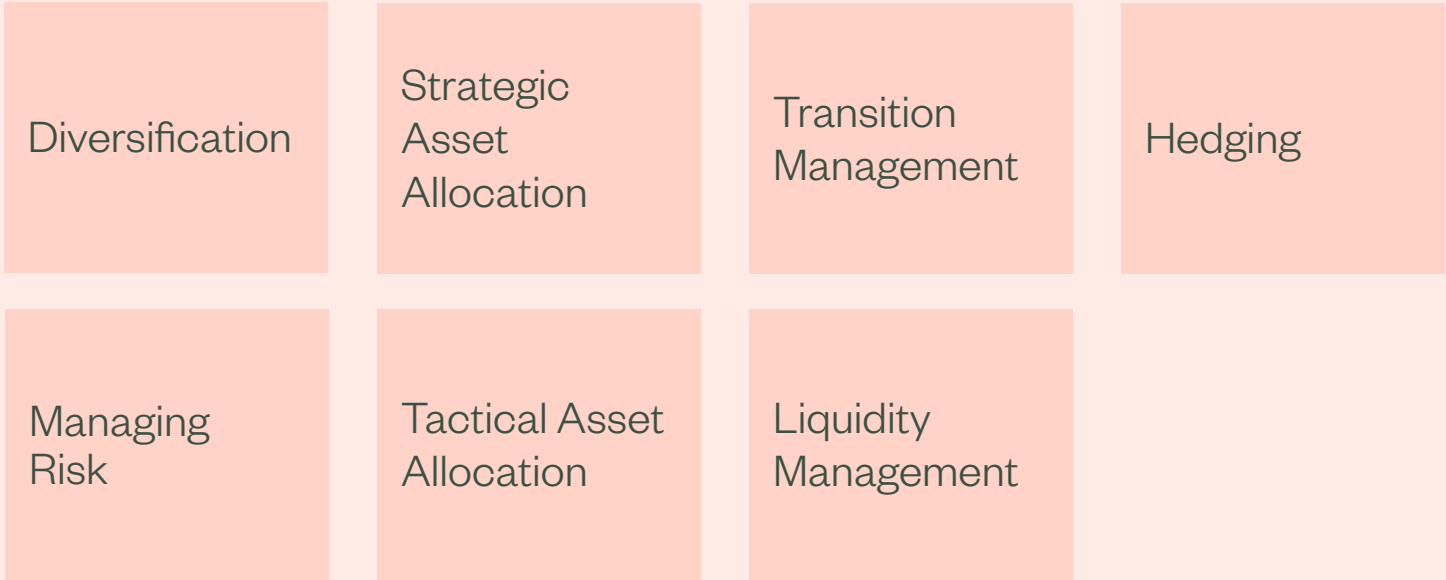 Diversification
Strategic
Asset
Allocation
Transition
Management
Hedging
Managing
Risk
Tactical Asset
Allocation
Liquidity
Management